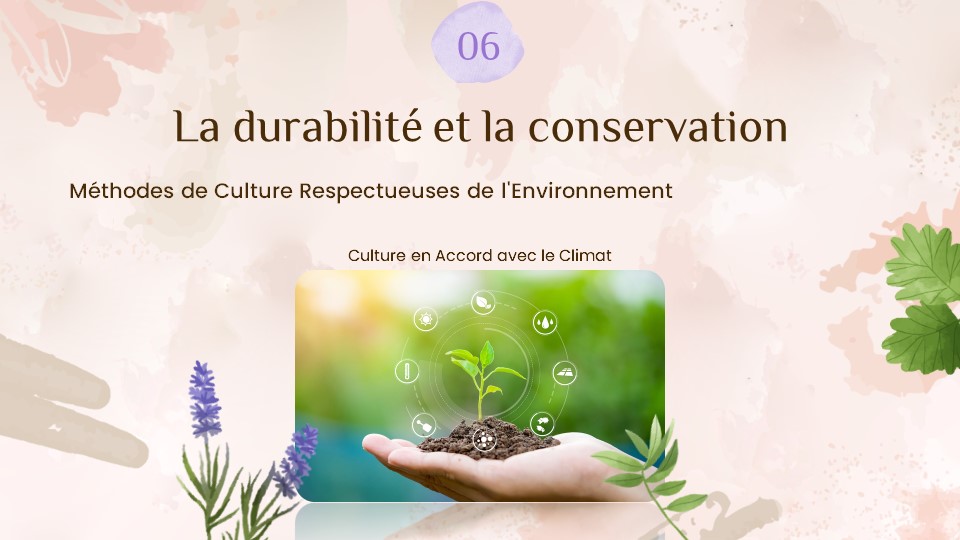 06
La durabilité et la conservation
Méthodes de Culture Respectueuses de l'Environnement
Culture en Accord avec le Climat